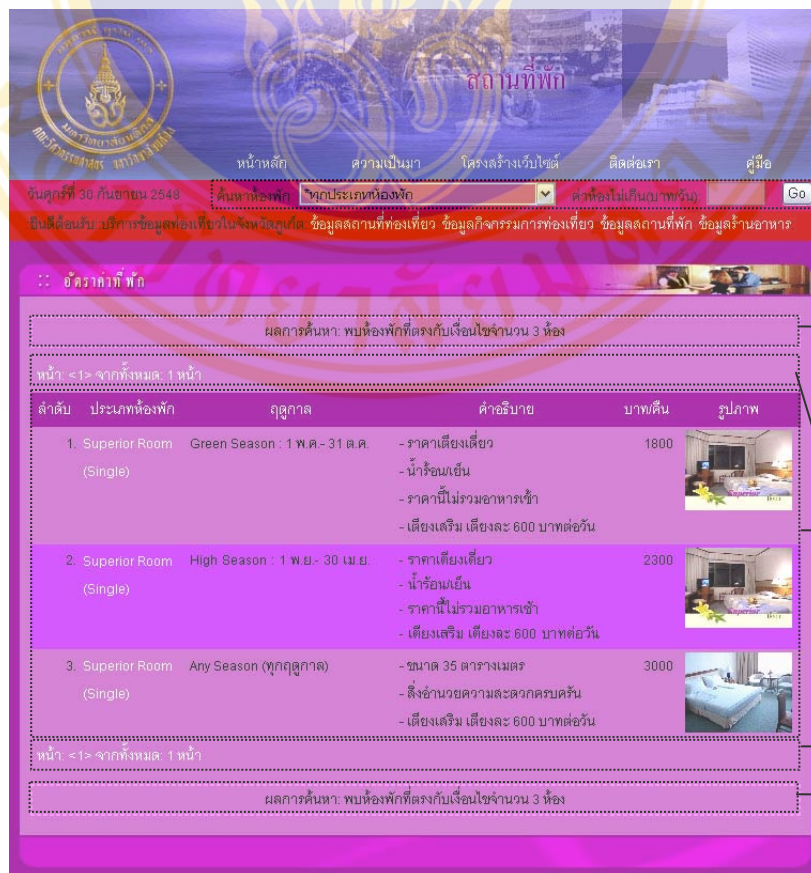 สถานที่พัก
หน้าหลัก ความเป็นมา โครงสร้างเว็บไซต์ ติดต่อเรา คู่มือ
วันศุกร์ที่ 30 กันยายน 2548 ค้นหาห้องพัก *ทุกประเภทห้องพัก ค่าห้องไม่เกิน(บาท/วัน) Go
ยินดีต้อนรับ บริการข้อมูลท่องเที่ยวในจังหวัดภูเก็ต ข้อมูลสถานที่ท่องเที่ยว ข้อมูลกิจกรรมการท่องเที่ยว ข้อมูลสถานที่พัก ข้อมูลร้านอาหาร
:: อัตราค่าที่พัก
ผลการค้นหา: พบห้องพักที่ตรงกับเงื่อนไขจำนวน 3 ห้อง
หน้า: <1> จากทั้งหมด: 1 หน้า
ลำดับ ประเภทห้องพัก ฤดูกาล คำอธิบาย บาท/คืน รูปภาพ
1. Superior Room Green Season : 1 พ.ค.- 31 ต.ค. - ราคาเตียงเดี่ยว 1800
(Single) - น้ำร้อน/เย็น
- ราคานี้ไม่รวมอาหารเช้า
Superior
- เตียงเสริม เตียงละ 600 บาทต่อวัน
2. Superior Room High Season : 1 พ.ย.- 30 เม.ย. - ราคาเตียงเดี่ยว 2300
(Single) - น้ำร้อน/เย็น
- ราคานี้ไม่รวมอาหารเช้า
Superior
- เตียงเสริม เตียงละ 600 บาทต่อวัน
3. Superior Room Any Season (ทุกฤดูกาล) - ขนาด 35 ตารางเมตร 3000
(Single) - สิ่งอำนวยความสะดวกครบครัน
- เตียงเสริม เตียงละ 600 บาทต่อวัน
หน้า: <1> จากทั้งหมด: 1 หน้า
ผลการค้นหา: พบห้องพักที่ตรงกับเงื่อนไขจำนวน 3 ห้อง